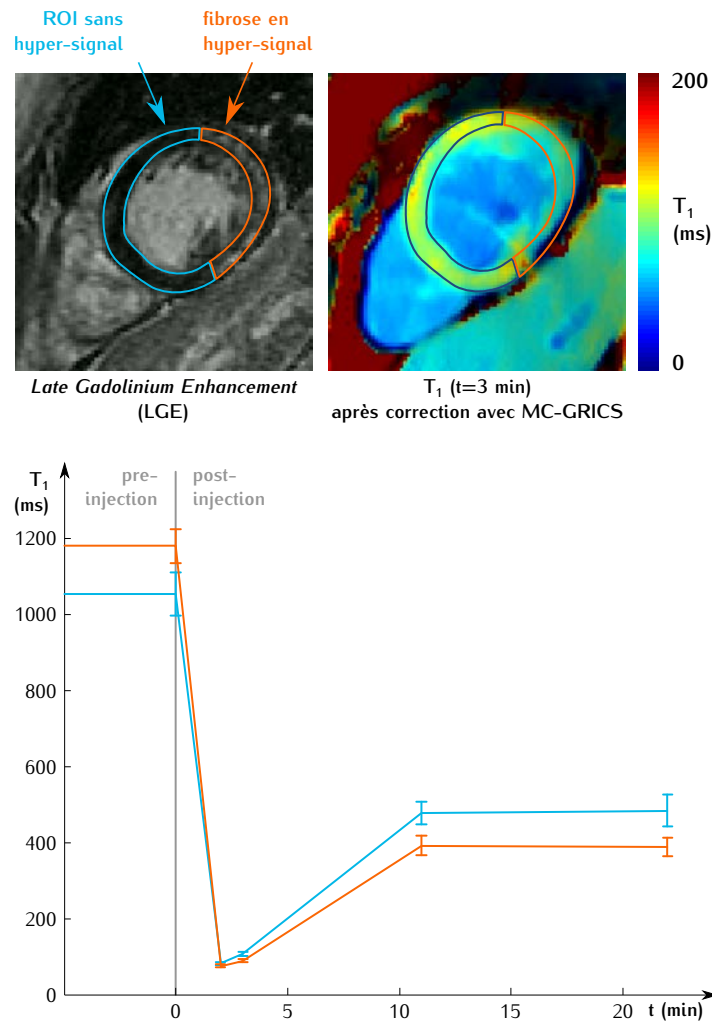 ROI sans
hyper-signal
fibrose en
hyper-signal
200
T1
(ms)
0
Late Gadolinium Enhancement
(LGE)
T1 (t=3 min)
après correction avec MC-GRICS
T1
(ms)
pre-
injection
post-
injection
1200
1000
800
600
400
200
0
0 5 10 15 20 t (min)